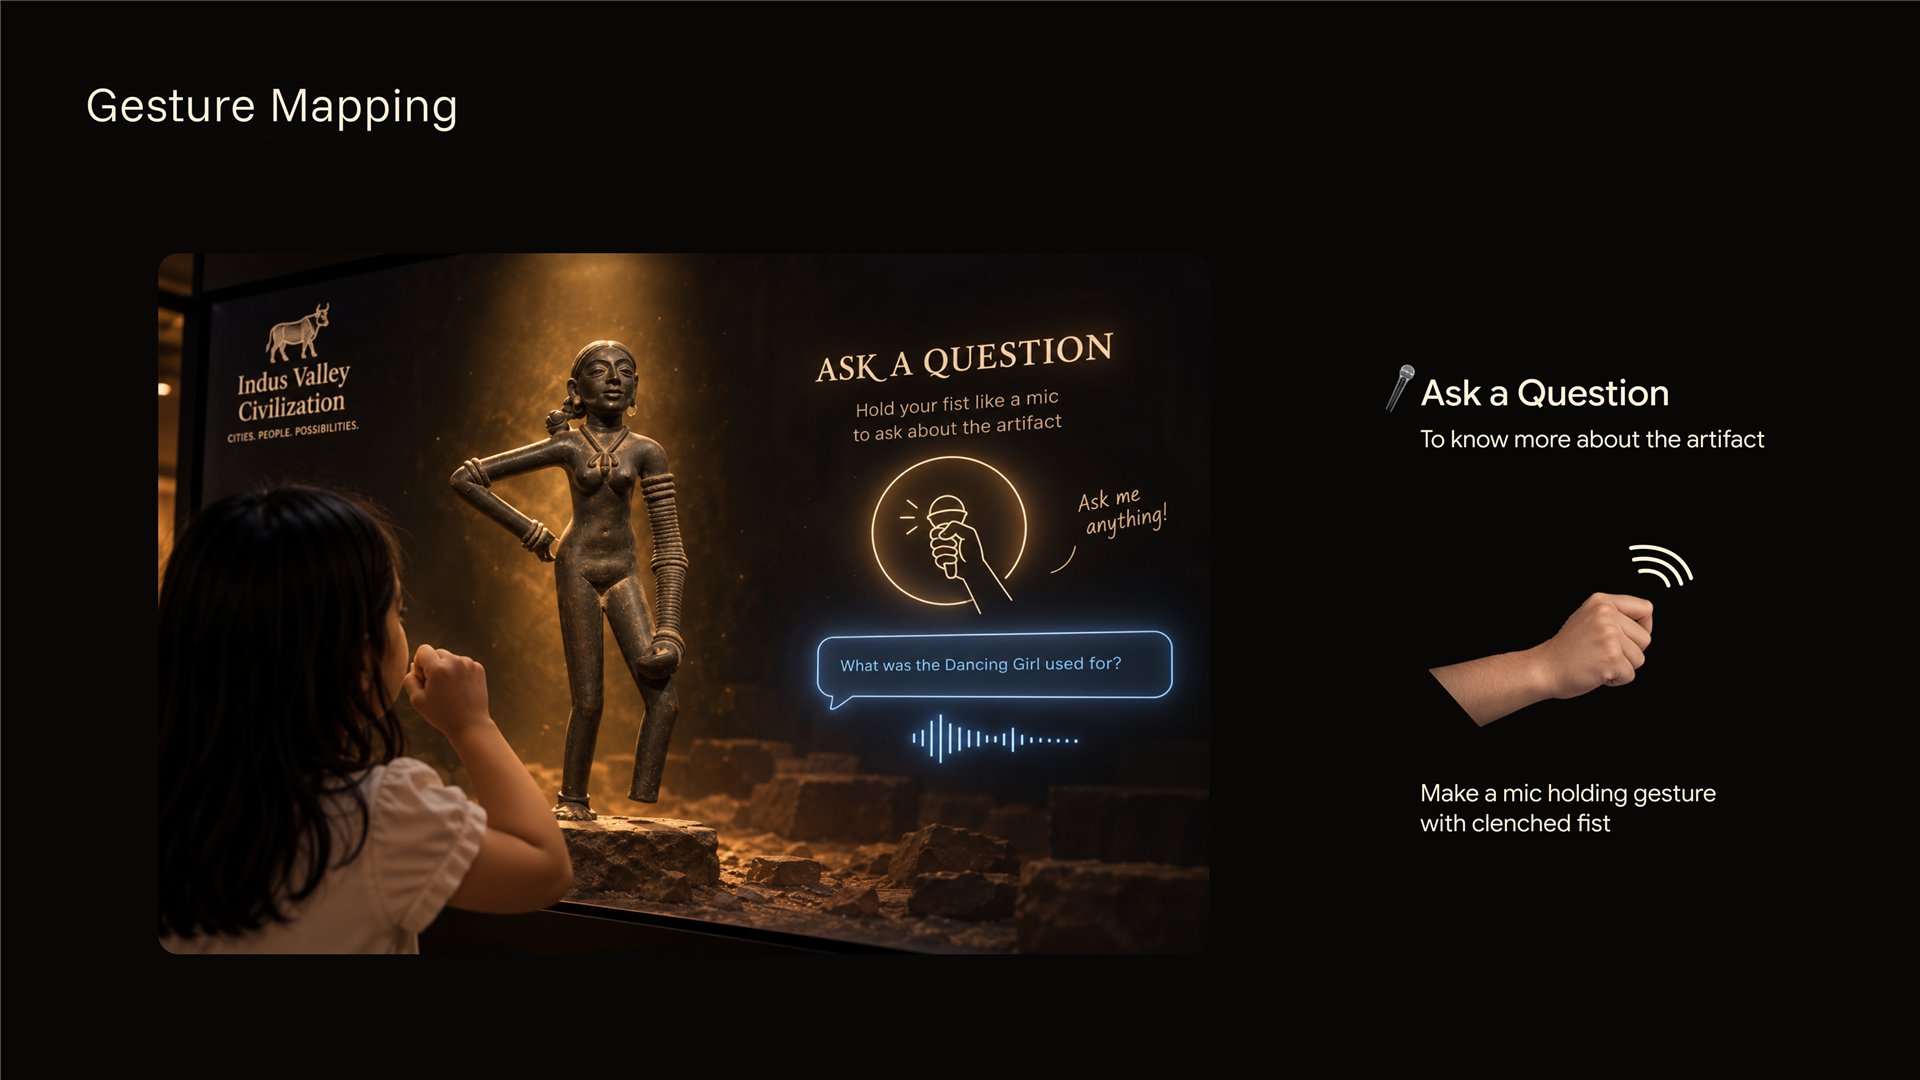 Gesture Mapping
Indus Valley
Civilization
CITIES. PEOPLE. POSSIBILITIES.
ASK A QUESTION
Hold your fist like a mic
to ask about the artifact
Ask me
anything!
What was the Dancing Girl used for?
Ask a Question
To know more about the artifact
Make a mic holding gesture
with clenched fist